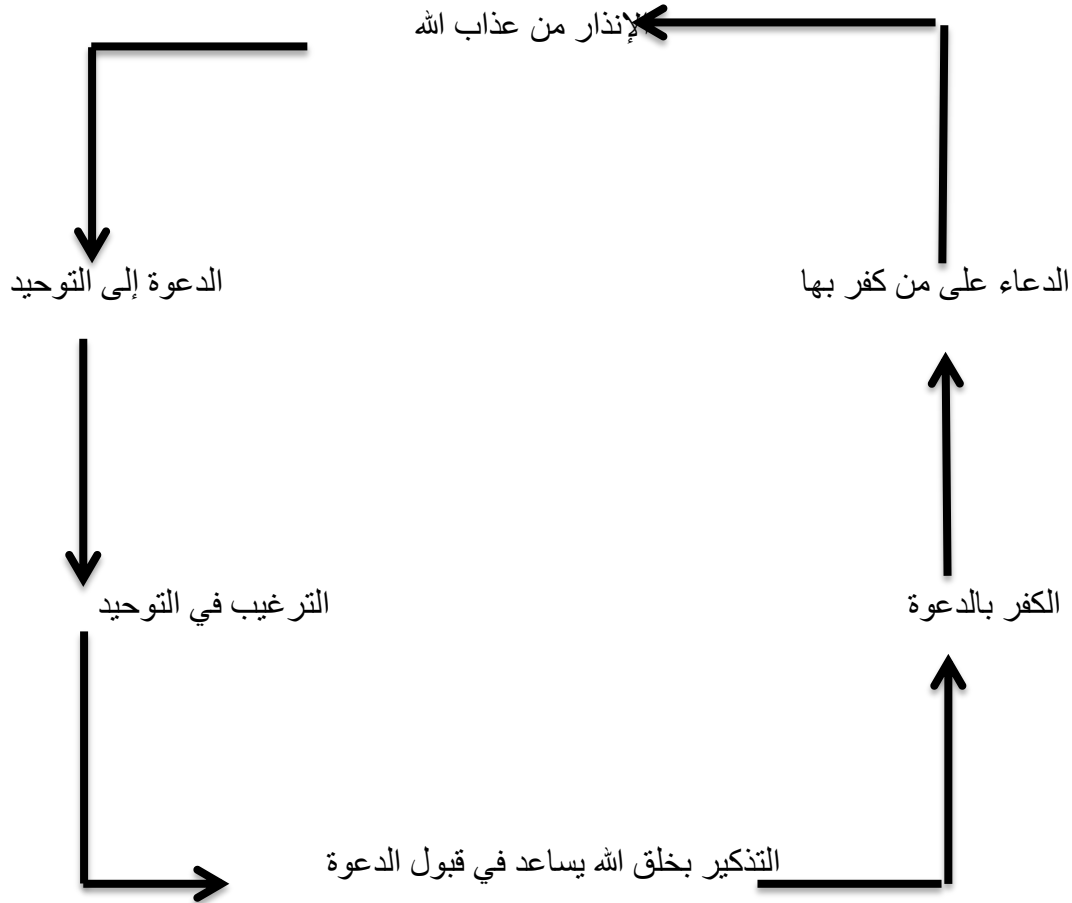 الإنذار من عذاب الله
الدعوة إلى التوحيد
الترغيب في التوحيد
التذكير بخلق الله يساعد في قبول الدعوة
الكفر بالدعوة
الدعاء على من كفر بها